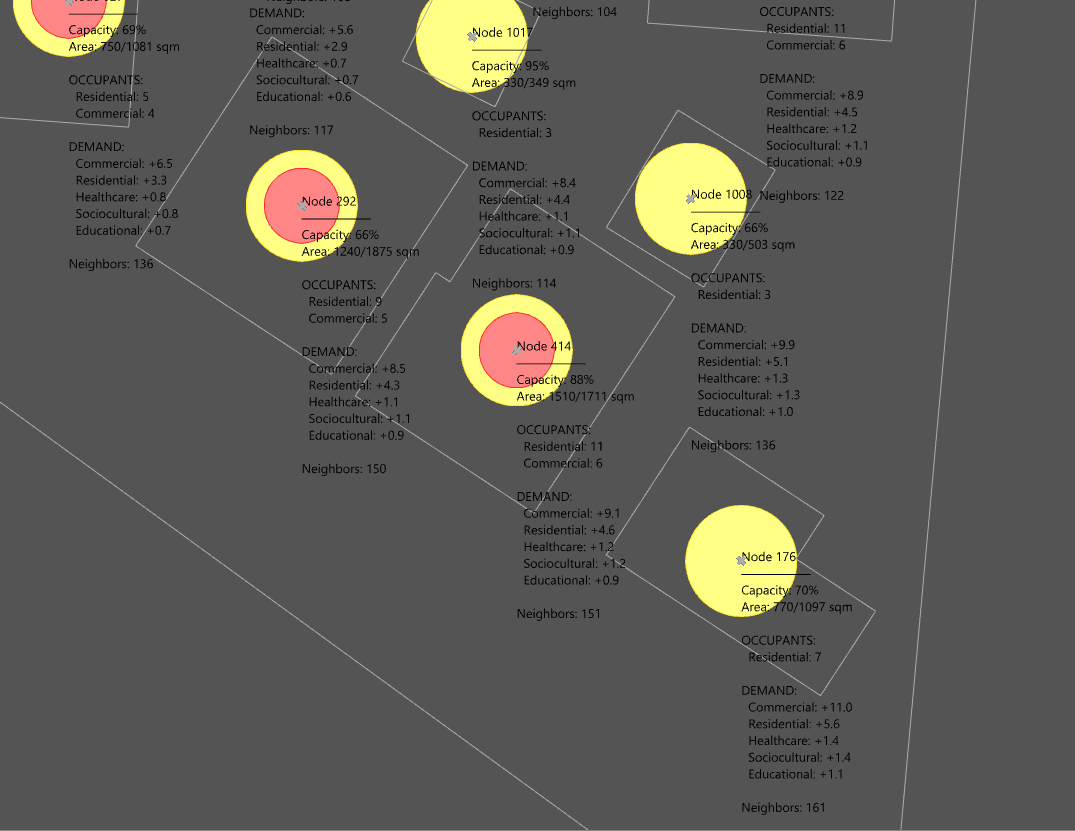 Capacity: 69%
Area: 750/1081 sqm
OCCUPANTS:
Residential: 5
Commercial: 4
DEMAND:
Commercial: +6.5
Residential: +3.3
Healthcare: +0.8
Sociocultural: +0.8
Educational: +0.7
Neighbors: 136
DEMAND:
Commercial: +5.6
Residential: +2.9
Healthcare: +0.7
Sociocultural: +0.7
Educational: +0.6
Neighbors: 117
Node 292
Capacity: 66%
Area: 1240/1875 sqm
OCCUPANTS:
Residential: 9
Commercial: 5
DEMAND:
Commercial: +8.5
Residential: +4.3
Healthcare: +1.1
Sociocultural: +1.1
Educational: +0.9
Neighbors: 150
Neighbors: 104
Node 1017
Capacity: 95%
Area: 330/349 sqm
OCCUPANTS:
Residential: 3
DEMAND:
Commercial: +8.4
Residential: +4.4
Healthcare: +1.1
Sociocultural: +1.1
Educational: +0.9
Neighbors: 114
Node 414
Capacity: 88%
Area: 1510/1711 sqm
OCCUPANTS:
Residential: 11
Commercial: 6
DEMAND:
Commercial: +9.1
Residential: +4.6
Healthcare: +1.2
Sociocultural: +1.2
Educational: +0.9
Neighbors: 151
OCCUPANTS:
Residential: 11
Commercial: 6
DEMAND:
Commercial: +8.9
Residential: +4.5
Healthcare: +1.2
Sociocultural: +1.1
Educational: +0.9
Neighbors: 122
Node 1008
Capacity: 66%
Area: 330/503 sqm
OCCUPANTS:
Residential: 3
DEMAND:
Commercial: +9.9
Residential: +5.1
Healthcare: +1.3
Sociocultural: +1.3
Educational: +1.0
Neighbors: 136
Node 176
Capacity: 70%
Area: 770/1097 sqm
OCCUPANTS:
Residential: 7
DEMAND:
Commercial: +11.0
Residential: +5.6
Healthcare: +1.4
Sociocultural: +1.4
Educational: +1.1
Neighbors: 161